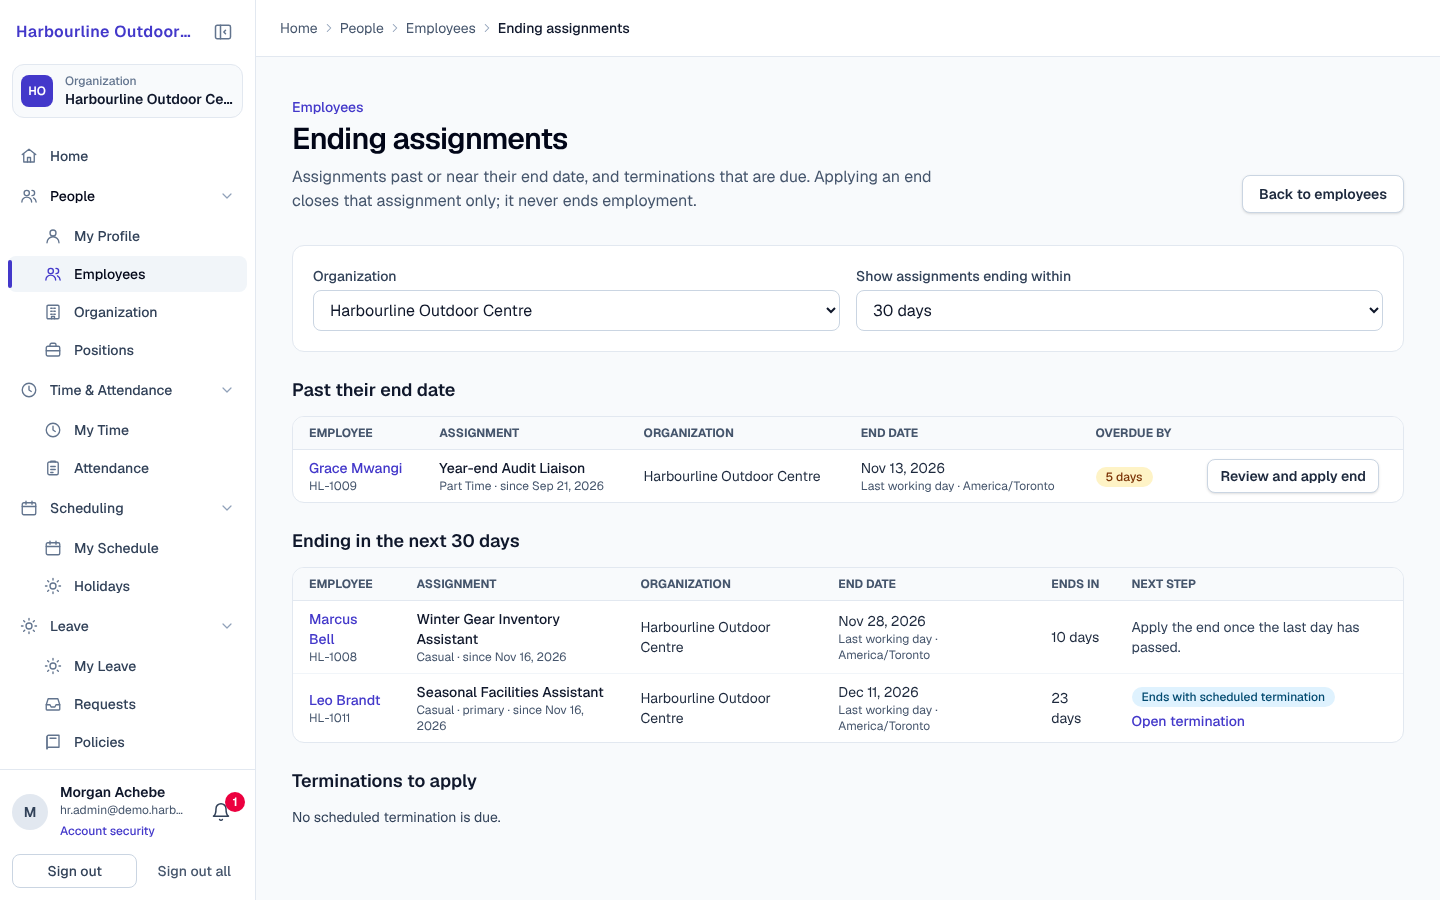 Harbourline Outdoor…
HO
Organization
Harbourline Outdoor Ce…
Home
People
My Profile
Employees
Organization
Positions
Time & Attendance
My Time
Attendance
Scheduling
My Schedule
Holidays
Leave
My Leave
Requests
Policies
M
Morgan Achebe
hr.admin@demo.harb…
Account security
1
Sign out
Sign out all
Home
People
Employees
Ending assignments
Employees
Ending assignments
Assignments past or near their end date, and terminations that are due. Applying an end
closes that assignment only; it never ends employment.
Back to employees
Organization
Harbourline Outdoor Centre
Show assignments ending within
30 days
Past their end date
EMPLOYEE ASSIGNMENT ORGANIZATION END DATE OVERDUE BY
Grace Mwangi
HL-1009
Year-end Audit Liaison
Part Time · since Sep 21, 2026
Harbourline Outdoor Centre
Nov 13, 2026
Last working day · America/Toronto
5 days
Review and apply end
Ending in the next 30 days
EMPLOYEE ASSIGNMENT ORGANIZATION END DATE ENDS IN NEXT STEP
Marcus
Bell
HL-1008
Winter Gear Inventory
Assistant
Casual · since Nov 16, 2026
Harbourline Outdoor
Centre
Nov 28, 2026
Last working day ·
America/Toronto
10 days
Apply the end once the last day has
passed.
Leo Brandt
HL-1011
Seasonal Facilities Assistant
Casual · primary · since Nov 16,
2026
Harbourline Outdoor
Centre
Dec 11, 2026
Last working day ·
America/Toronto
23
days
Ends with scheduled termination
Open termination
Terminations to apply
No scheduled termination is due.